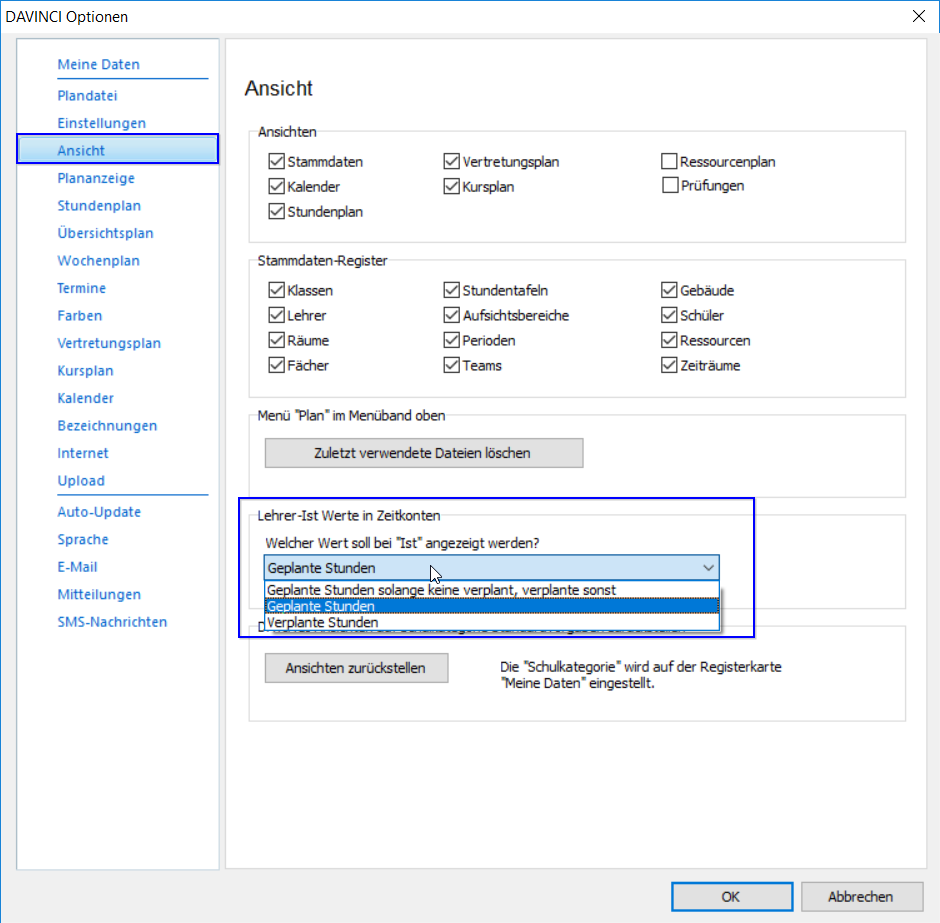 DAVINCI Optionen
Meine Daten
Plandatei
Einstellungen
Ansicht
Plananzeige
Stundenplan
Übersichtsplan
Wochenplan
Termine
Farben
Vertretungsplan
Kursplan
Kalender
Bezeichnungen
Internet
Upload
Auto-Update
Sprache
E-Mail
Mitteilungen
SMS-Nachrichten
Ansicht
Ansichten
Stammdaten Vertretungsplan Ressourcenplan
Kalender Kursplan Prüfungen
Stundenplan
Stammdaten-Register
Klassen Stundentafeln Gebäude
Lehrer Aufsichtsbereiche Schüler
Räume Perioden Ressourcen
Fächer Teams Zeiträume
Menü "Plan" im Menüband oben
Zuletzt verwendete Dateien löschen
Lehrer-Ist Werte in Zeitkonten
Welcher Wert soll bei "Ist" angezeigt werden?
Geplante Stunden
Geplante Stunden solange keine verplant, verplante sonst
Geplante Stunden
Verplante Stunden
Ansichten zurückstellen
Die "Schulkategorie" wird auf der Registerkarte
"Meine Daten" eingestellt.
OK Abbrechen